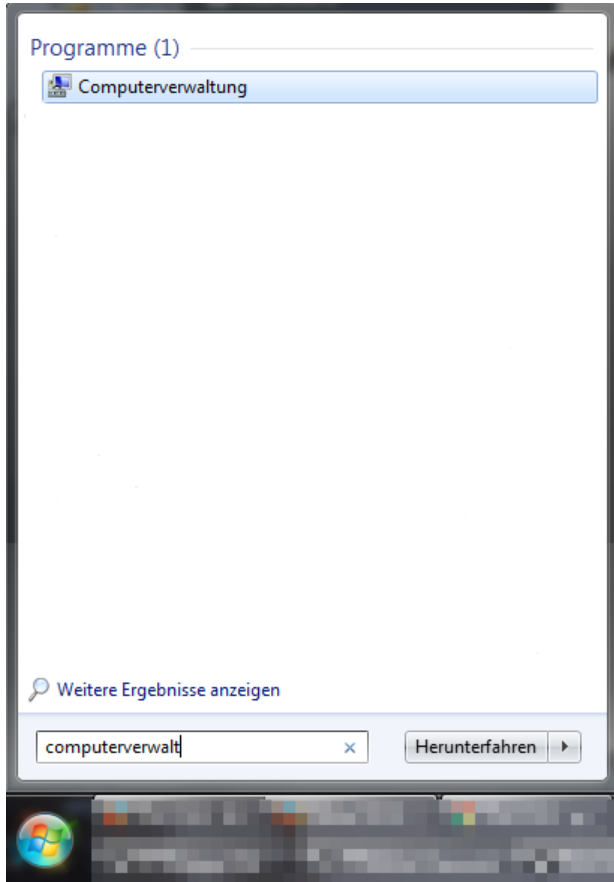 Programme (1)
Computerverwaltung
Weitere Ergebnisse anzeigen
computerverwalt
Herunterfahren